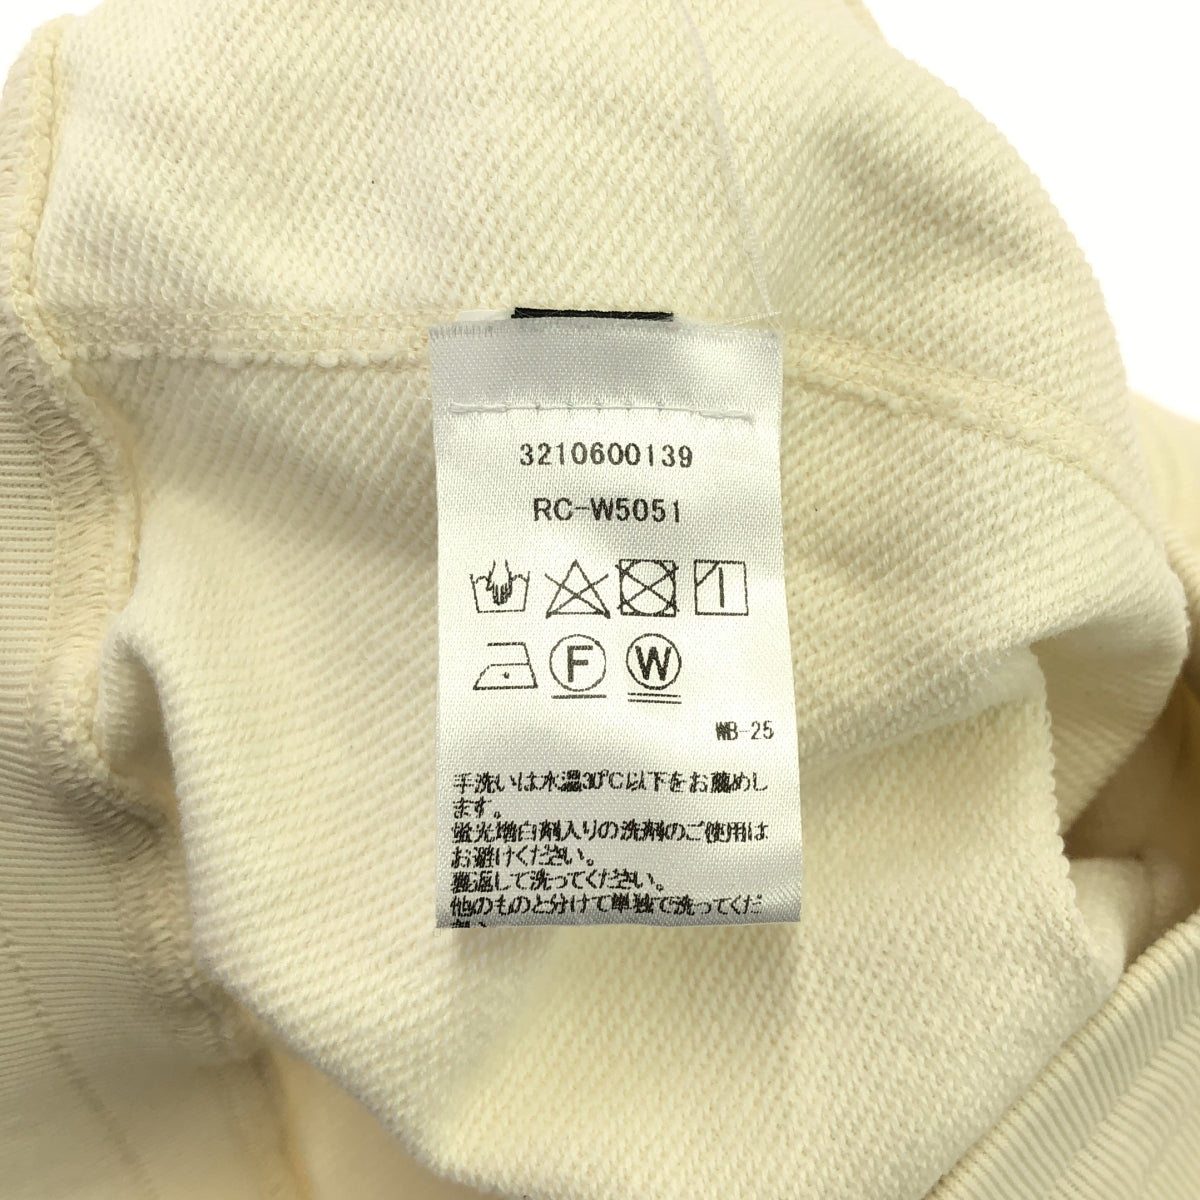 3210600139
RC-W5051
F
W
WB-25
手洗いは水温30℃以下をお薦めし
ます。
蛍光増白剤入りの洗剤のご使用は
お避けください。
裏返して洗ってください。
他のものと分けて単独で洗ってくだ